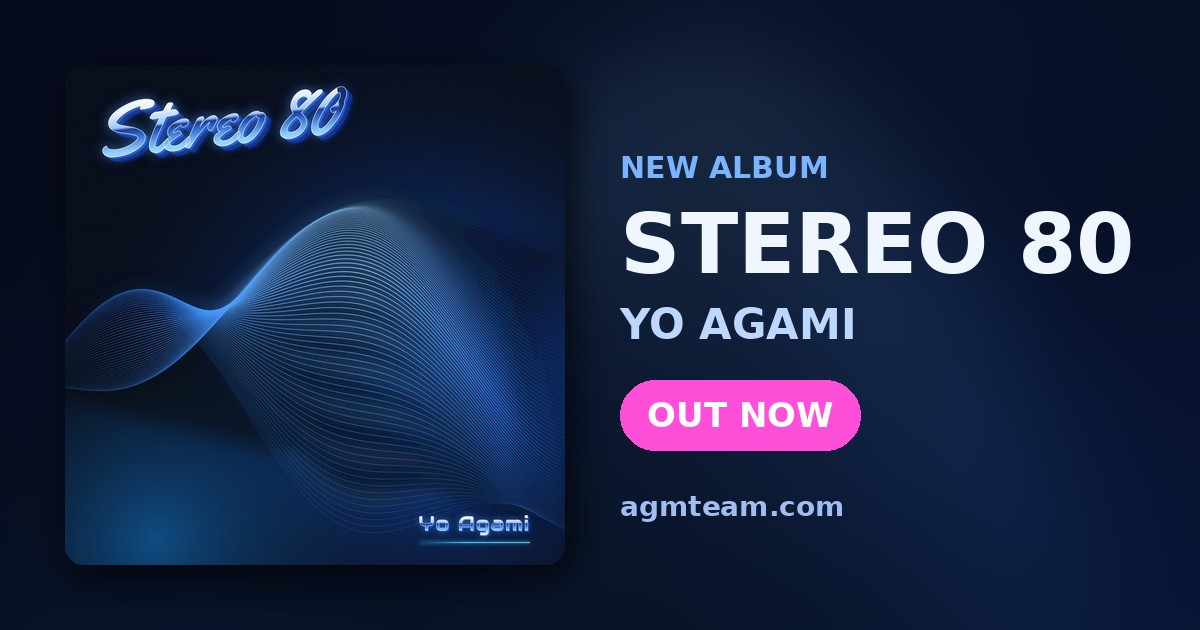 Stereo 80
Yo Agami
NEW ALBUM
STEREO 80
YO AGAMI
OUT NOW
agmteam.com